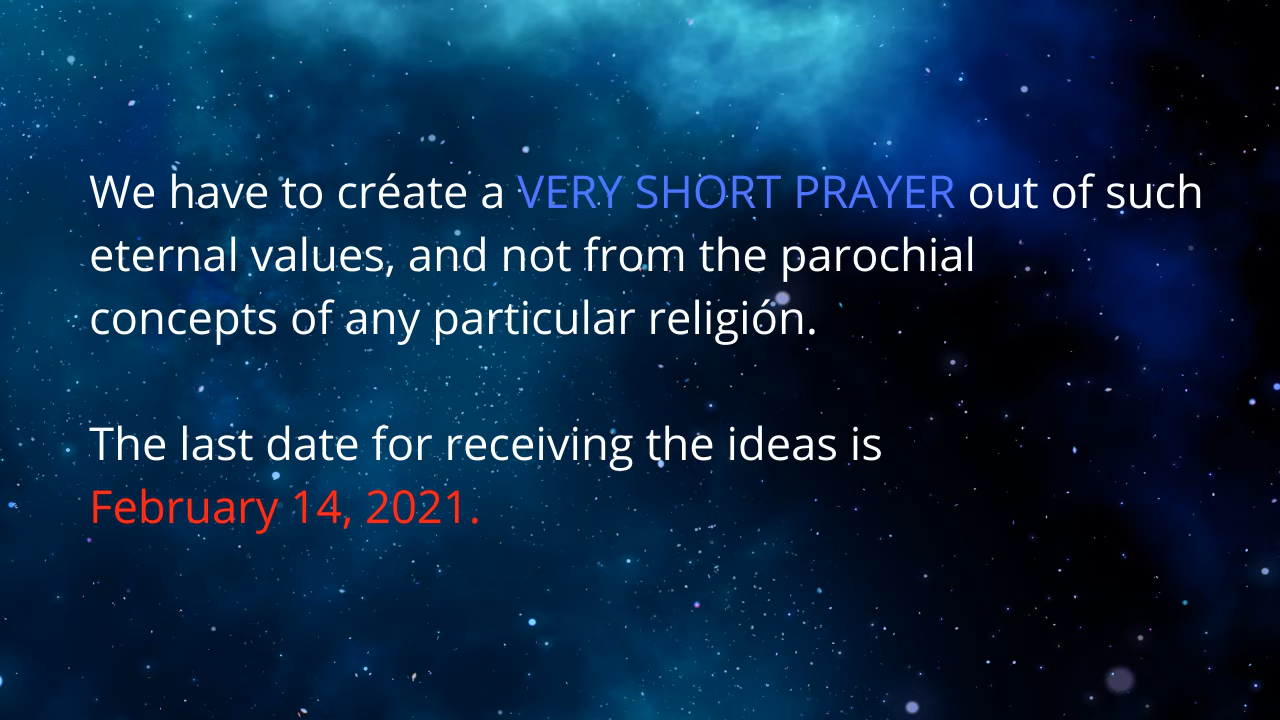 We have to créate a VERY SHORT PRAYER out of such
eternal values, and not from the parochial
concepts of any particular religión.
The last date for receiving the ideas is
February 14, 2021.